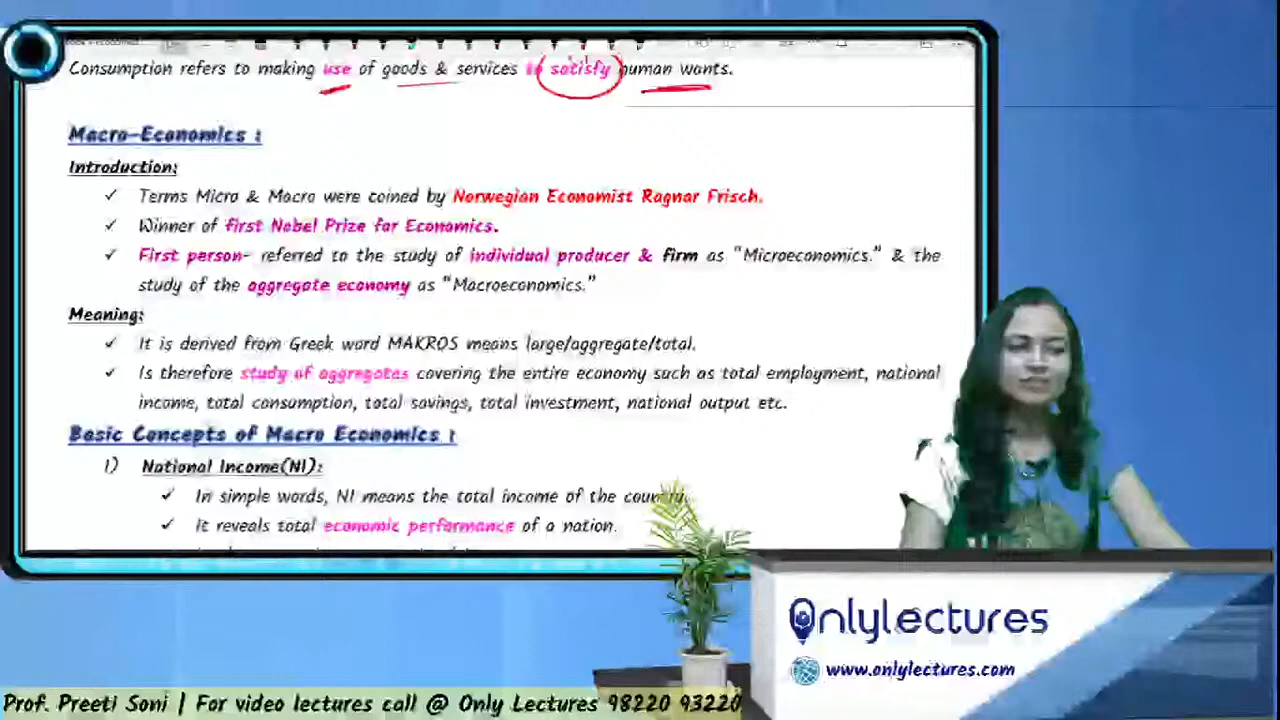 Consumption refers to making use of goods & services to satisfy human wants.
Macro-Economics :
Introduction:
✓ Terms Micro & Macro were coined by Norwegian Economist Ragnar Frisch.
✓ Winner of first Nobel Prize for Economics.
✓ First person- referred to the study of individual producer & firm as "Microeconomics." & the
study of the aggregate economy as "Macroeconomics."
Meaning:
✓ It is derived from Greek word MAKROS means large/aggregate/total.
✓ Is therefore study of aggregates covering the entire economy such as total employment, national
income, total consumption, total savings, total investment, national output etc.
Basic Concepts of Macro Economics :
1) National Income(NI):
✓ In simple words, NI means the total income of the country.
✓ It reveals total economic performance of a nation.
Onlylectures
www.onlylectures.com
Prof. Preeti Soni | For video lectures call @ Only Lectures 98220 93220